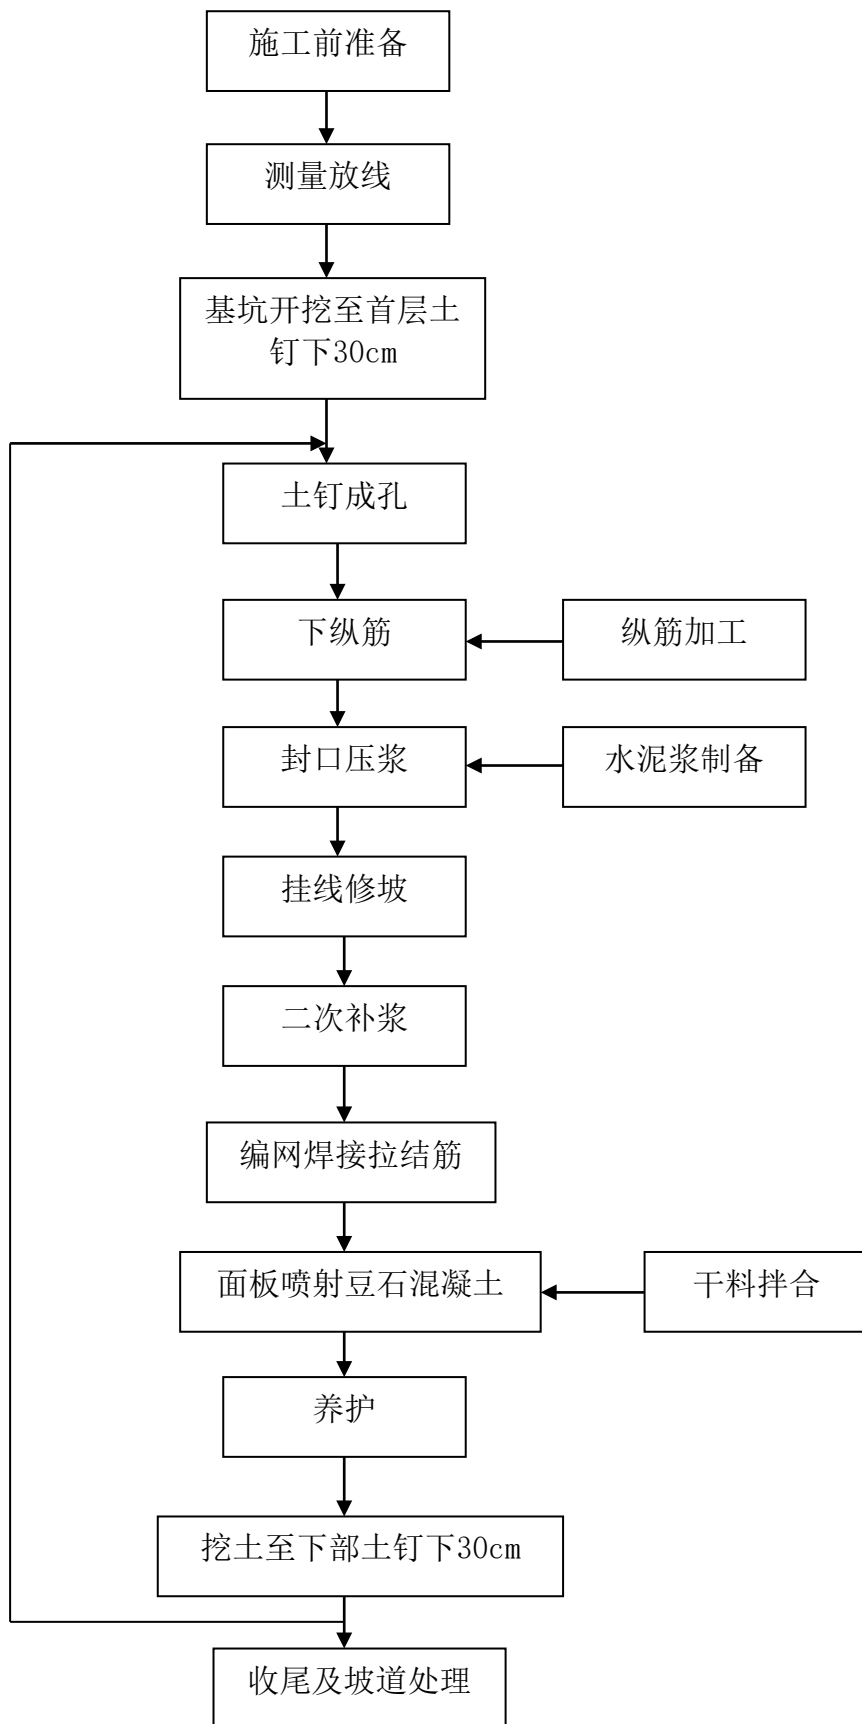 施工前准备
测量放线
基坑开挖至首层土
钉下30cm
土钉成孔
下纵筋
纵筋加工
封口压浆
水泥浆制备
挂线修坡
二次补浆
编网焊接拉结筋
面板喷射豆石混凝土
干料拌合
养护
挖土至下部土钉下30cm
收尾及坡道处理